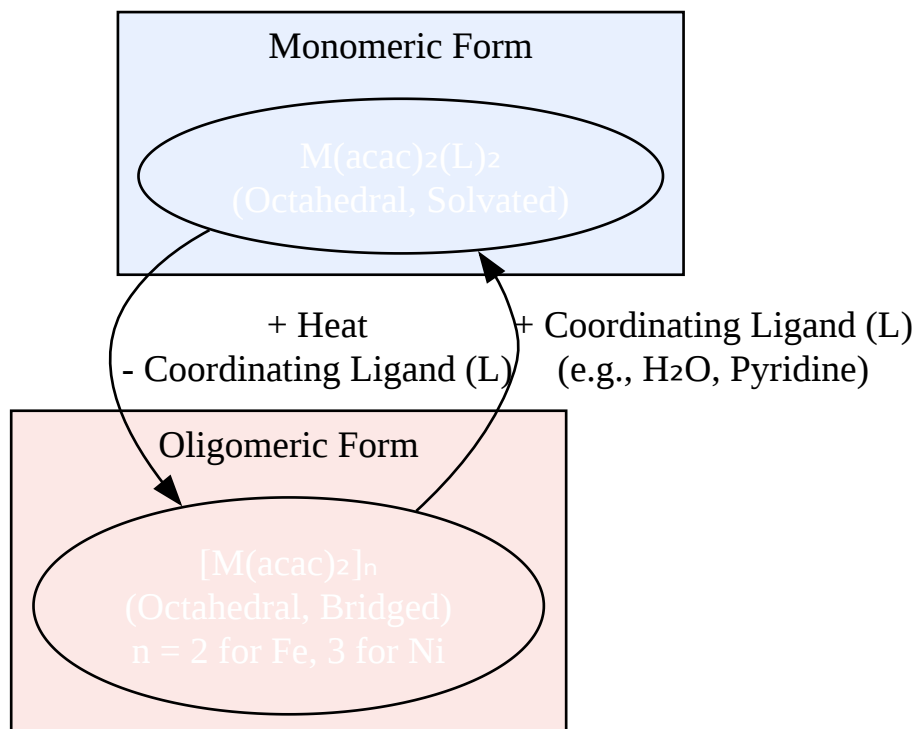 Monomeric Form
M(acac)₂(L)₂
(Octahedral, Solvated)
+ Heat
- Coordinating Ligand (L)
+ Coordinating Ligand (L)
(e.g., H₂O, Pyridine)
Oligomeric Form
[M(acac)₂]ₙ
(Octahedral, Bridged)
n = 2 for Fe, 3 for Ni